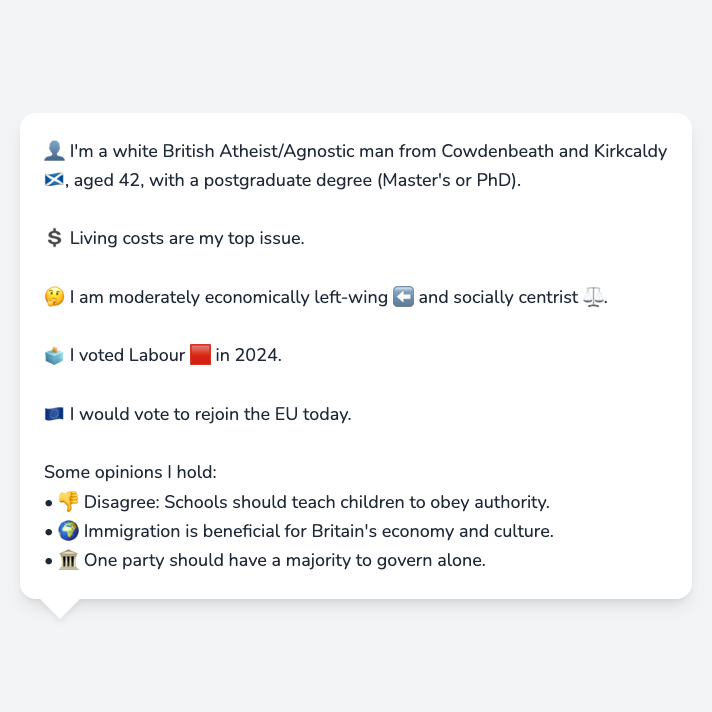 👤 I'm a white British Atheist/Agnostic man from Cowdenbeath and Kirkcaldy
🏴󠁧󠁢󠁳󠁣󠁴󠁿, aged 42, with a postgraduate degree (Master's or PhD).
💲 Living costs are my top issue.
🤔 I am moderately economically left-wing ⬅️ and socially centrist ⚖️.
🗳️ I voted Labour 🟥 in 2024.
🇪🇺 I would vote to rejoin the EU today.
Some opinions I hold:
• 👎 Disagree: Schools should teach children to obey authority.
• 🌍 Immigration is beneficial for Britain's economy and culture.
• 🏛️ One party should have a majority to govern alone.